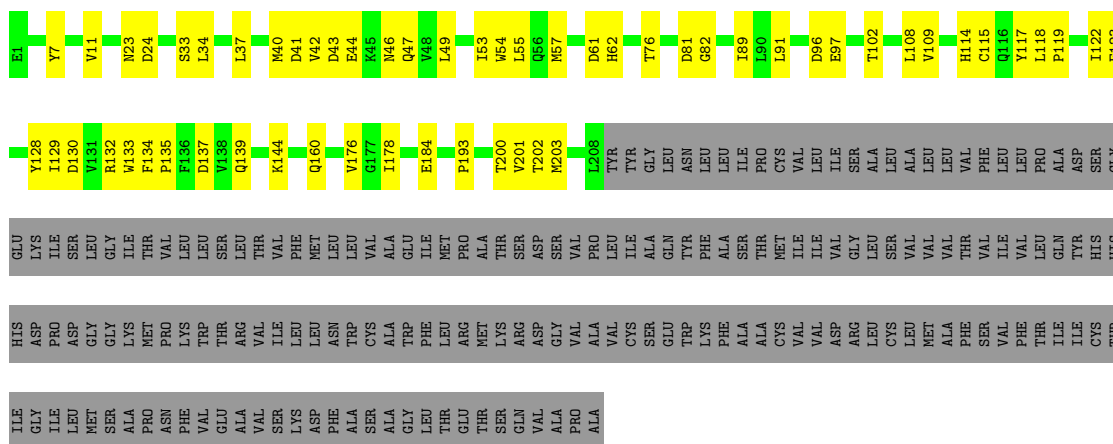 E1 Y7 V11 N23 D24 S33 L34 L37 M40 D41 V42 D43 E44 K45 N46 Q47 V48 L49 I53 W54 L55 Q56 M57 D61 H62 T76 D81 G82 I89 L90 L91 D96 E97 T102 L108 V109 H114 C115 Q116 Y117 L118 P119 I122
Y128 I129 D130 V131 R132 W133 F134 P135 F136 D137 V138 Q139 K144 Q160 V176 G177 I178 E184 P193 T200 V201 T202 M203 L208 TYR TYR GLY LEU ASN LEU LEU ILE PRO CYS VAL LEU ILE SER ALA LEU ALA LEU LEU VAL PHE LEU LEU PRO ALA ASP SER GLY
GLU LYS ILE SER LEU GLY ILE THR VAL LEU LEU SER LEU THR VAL PHE MET LEU LEU VAL ALA GLU ILE MET PRO ALA THR SER ASP SER VAL PRO LEU ILE ALA GLN TYR PHE ALA SER THR MET ILE ILE VAL GLY LEU SER VAL VAL VAL THR VAL ILE VAL LEU GLN TYR HIS HIS
HIS ASP PRO ASP GLY GLY LYS MET PRO LYS TRP THR ARG VAL ILE LEU LEU ASN TRP CYS ALA TRP PHE LEU ARG MET LYS ARG ASP GLY VAL ALA VAL CYS SER GLU TRP LYS PHE ALA ALA CYS VAL VAL ASP ARG LEU CYS LEU MET ALA PHE SER VAL PHE THR ILE ILE CYS THR
ILE GLY ILE LEU MET SER ALA PRO ASN PHE VAL GLU ALA VAL SER LYS ASP PHE ALA SER ALA GLY LEU THR GLU THR SER GLN VAL ALA PRO ALA